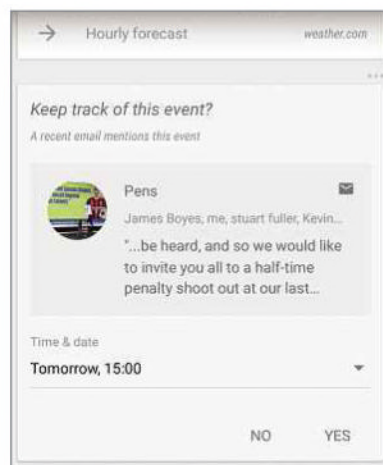 Hourly forecast weather.com
Keep track of this event?
A recent email mentions this event
Pens
James Boyes, me, stuart fuller, Kevin...
"...be heard, and so we would like
to invite you all to a half-time
penalty shoot out at our last...
Time & date
Tomorrow, 15:00
NO YES